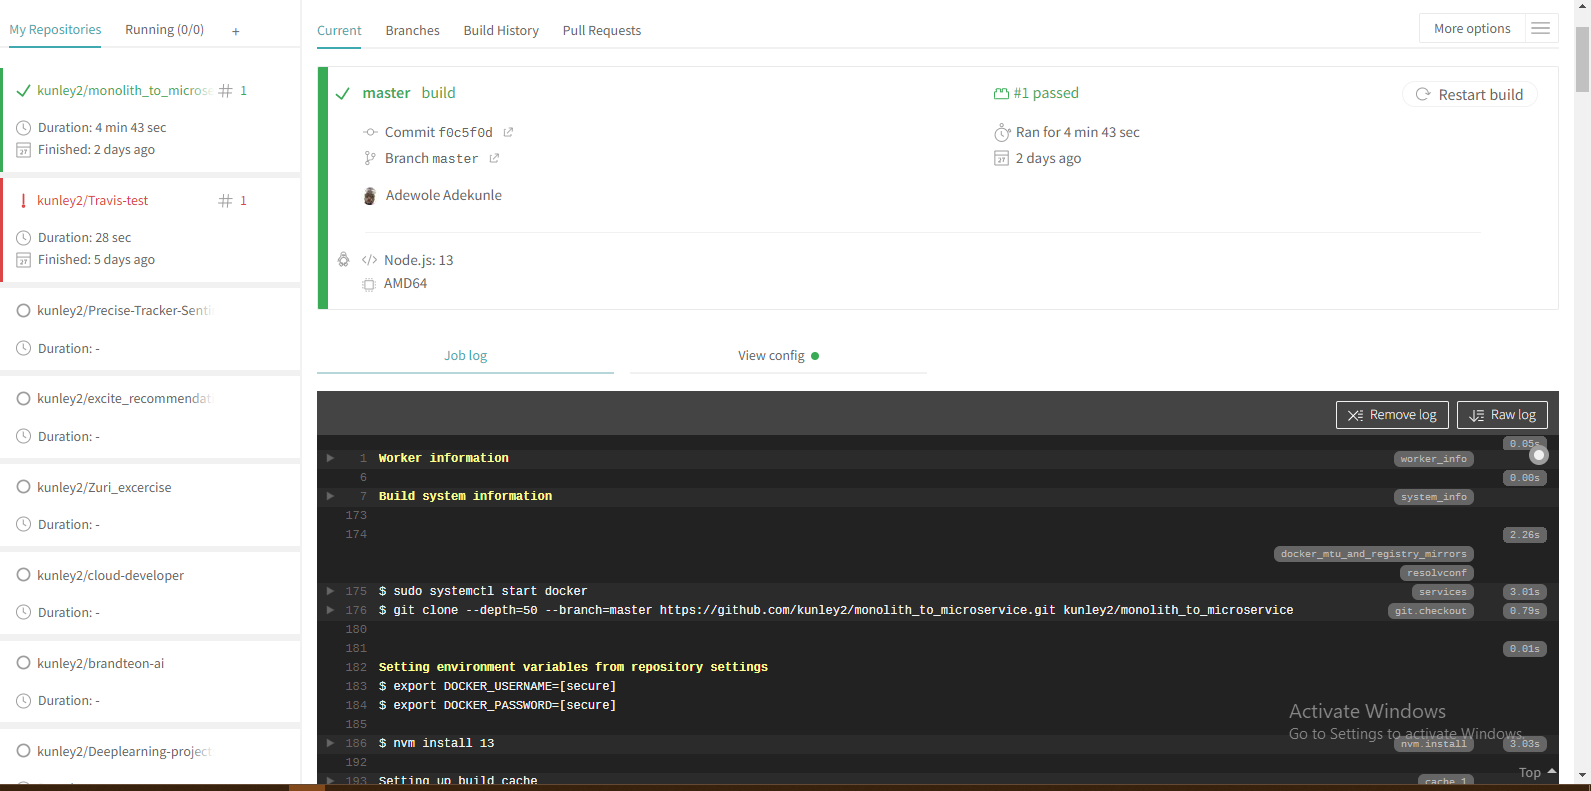 My Repositories Running (0/0) +
kunley2/monolith_to_microse # 1
Duration: 4 min 43 sec
Finished: 2 days ago
kunley2/Travis-test # 1
Duration: 28 sec
Finished: 5 days ago
kunley2/Precise-Tracker-Senti
Duration: -
kunley2/excite_recommendati
Duration: -
kunley2/Zuri_excercise
Duration: -
kunley2/cloud-developer
Duration: -
kunley2/brandteon-ai
Duration: -
kunley2/Deeplearning-project
Current Branches Build History Pull Requests
More options
master build
#1 passed
Restart build
Commit f0c5f0d
Ran for 4 min 43 sec
Branch master
2 days ago
Adewole Adekunle
Node.js: 13
AMD64
Job log
View config
Remove log
Raw log
0.05s
1 Worker information worker_info
6 0.00s
7 Build system information system_info
173
174 2.26s
docker_mtu_and_registry_mirrors
resolvconf
175 $ sudo systemctl start docker services 3.01s
176 $ git clone --depth=50 --branch=master https://github.com/kunley2/monolith_to_microservice.git kunley2/monolith_to_microservice git.checkout 0.79s
180
181 0.01s
182 Setting environment variables from repository settings
183 $ export DOCKER_USERNAME=[secure]
184 $ export DOCKER_PASSWORD=[secure]
185
186 $ nvm install 13 nvm.install 3.03s
192
193 Setting up build cache cache.1
Activate Windows
Go to Settings to activate Windows.
Top